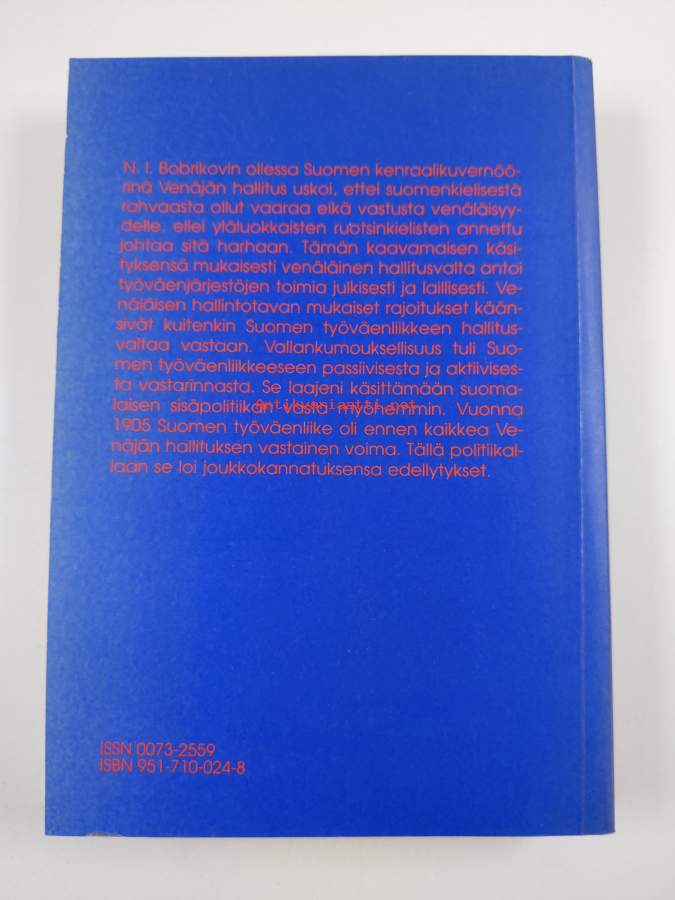 N. I. Bobrikovin ollessa Suomen kenraalikuvernöö-
rinä Venäjän hallitus uskoi, ettei suomenkielisestä
rahvaasta ollut vaaraa eikä vastusta venäläisyy-
delle, ellei yläluokkaisten ruotsinkielisten annettu
johtaa sitä harhaan. Tämän kaavamaisen käsi-
tyksensä mukaisesti venäläinen hallitusvalta antoi
työväenjärjestöjen toimia julkisesti ja laillisesti. Ve-
näläisen hallintotavan mukaiset rajoitukset kään-
sivät kuitenkin Suomen työväenliikkeen hallitus-
valtaa vastaan. Vallankumouksellisuus tuli Suo-
men työväenliikkeeseen passiivisesta ja aktiivises-
ta vastarinnasta. Se laajeni käsittämään suoma-
laisen sisäpolitiikan vasta myöhemmin. Vuonna
Antikvariaatti.net
1905 Suomen työväenliike oli ennen kaikkea Ve-
näjän hallituksen vastainen voima. Tällä politiikal-
laan se loi joukkokannatuksensa edellytykset.
ISSN 0073-2559
ISBN 951-710-024-8